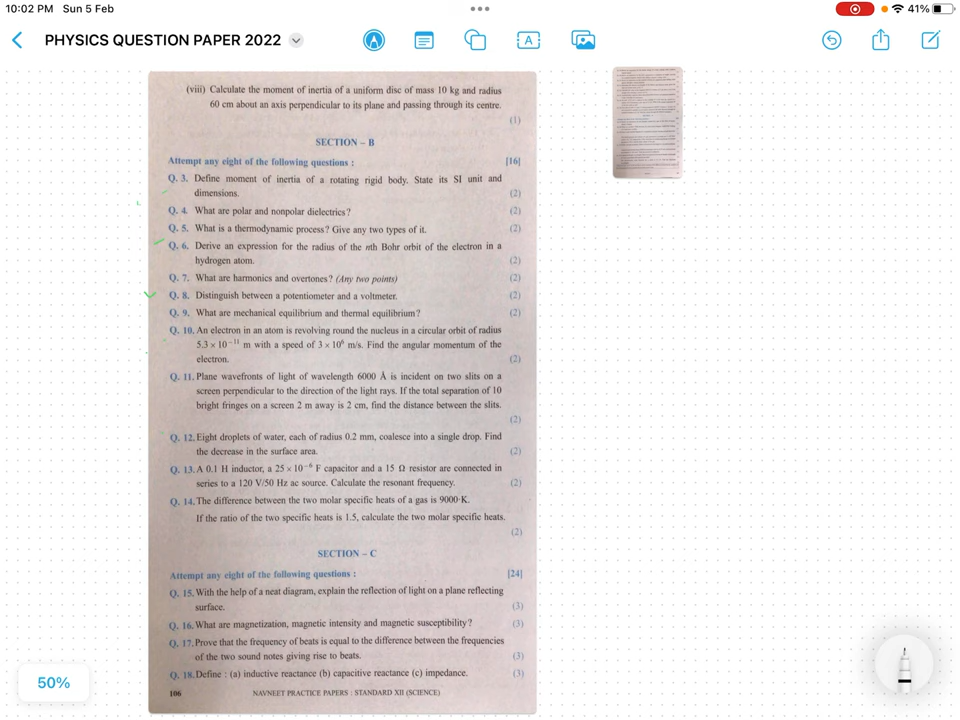 10:02 PM Sun 5 Feb
41%
PHYSICS QUESTION PAPER 2022
(viii) Calculate the moment of inertia of a uniform disc of mass 10 kg and radius
60 cm about an axis perpendicular to its plane and passing through its centre.
(1)
SECTION – B
Attempt any eight of the following questions : [16]
Q. 3. Define moment of inertia of a rotating rigid body. State its SI unit and
dimensions. (2)
Q. 4. What are polar and nonpolar dielectrics? (2)
Q. 5. What is a thermodynamic process? Give any two types of it. (2)
Q. 6. Derive an expression for the radius of the nth Bohr orbit of the electron in a
hydrogen atom. (2)
Q. 7. What are harmonics and overtones? (Any two points) (2)
Q. 8. Distinguish between a potentiometer and a voltmeter. (2)
Q. 9. What are mechanical equilibrium and thermal equilibrium? (2)
Q. 10. An electron in an atom is revolving round the nucleus in a circular orbit of radius
5.3 × 10⁻¹¹ m with a speed of 3 × 10⁶ m/s. Find the angular momentum of the
electron. (2)
Q. 11. Plane wavefronts of light of wavelength 6000 Å is incident on two slits on a
screen perpendicular to the direction of the light rays. If the total separation of 10
bright fringes on a screen 2 m away is 2 cm, find the distance between the slits.
(2)
Q. 12. Eight droplets of water, each of radius 0.2 mm, coalesce into a single drop. Find
the decrease in the surface area. (2)
Q. 13. A 0.1 H inductor, a 25 × 10⁻⁶ F capacitor and a 15 Ω resistor are connected in
series to a 120 V/50 Hz ac source. Calculate the resonant frequency. (2)
Q. 14. The difference between the two molar specific heats of a gas is 9000·K.
If the ratio of the two specific heats is 1.5, calculate the two molar specific heats.
(2)
SECTION – C
Attempt any eight of the following questions : [24]
Q. 15. With the help of a neat diagram, explain the reflection of light on a plane reflecting
surface. (3)
Q. 16. What are magnetization, magnetic intensity and magnetic susceptibility? (3)
Q. 17. Prove that the frequency of beats is equal to the difference between the frequencies
of the two sound notes giving rise to beats. (3)
Q. 18. Define : (a) inductive reactance (b) capacitive reactance (c) impedance. (3)
106 NAVNEET PRACTICE PAPERS : STANDARD XII (SCIENCE)
50%